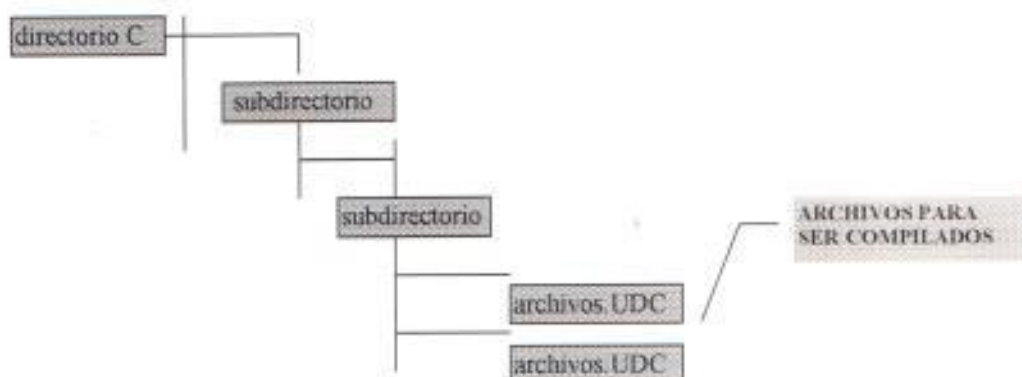 directorio C
subdirectorio
subdirectorio
ARCHIVOS PARA
SER COMPILADOS
archivos.UDC
archivos.UDC